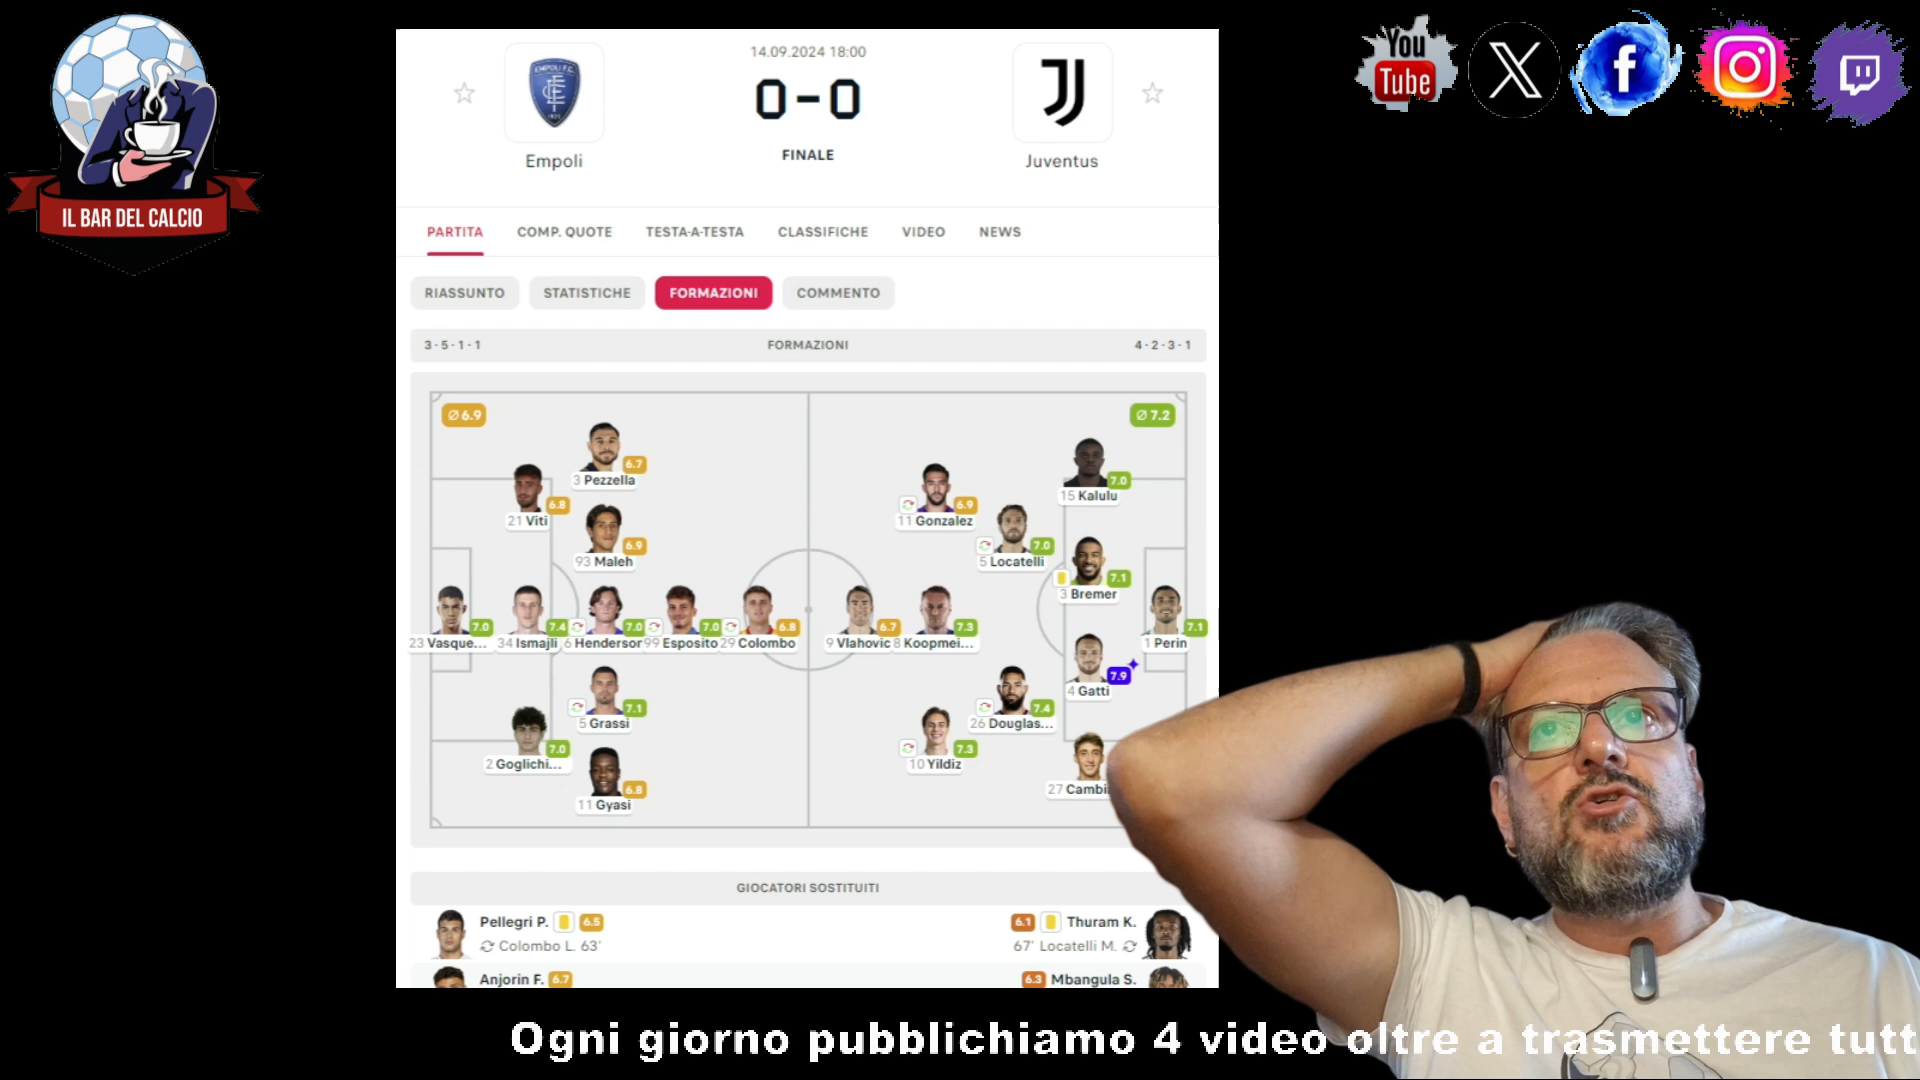 IL BAR DEL CALCIO
You
Tube
14.09.2024 18:00
0-0
FINALE
EMPOLI F.C.
Empoli
Juventus
PARTITA COMP. QUOTE TESTA-A-TESTA CLASSIFICHE VIDEO NEWS
RIASSUNTO STATISTICHE FORMAZIONI COMMENTO
3-5-1-1 FORMAZIONI 4-2-3-1
Ø 6.9
Ø 7.2
6.7
3 Pezzella
6.8
21 Viti
6.9
93 Maleh
7.0
23 Vasque...
7.4
34 Ismajli
7.0
6 Henderson
7.0
99 Esposito
6.8
29 Colombo
7.1
5 Grassi
7.0
2 Goglichi...
6.8
11 Gyasi
7.0
15 Kalulu
6.9
11 Gonzalez
7.0
5 Locatelli
7.1
3 Bremer
6.7
9 Vlahovic
7.3
8 Koopmei...
7.1
1 Perin
7.9
4 Gatti
7.4
26 Douglas...
7.3
10 Yildiz
27 Cambi
GIOCATORI SOSTITUITI
Pellegri P. 6.5
Colombo L. 63'
6.1 Thuram K.
67' Locatelli M.
Anjorin F. 6.7
6.3 Mbangula S.
Ogni giorno pubblichiamo 4 video oltre a trasmettere tutt